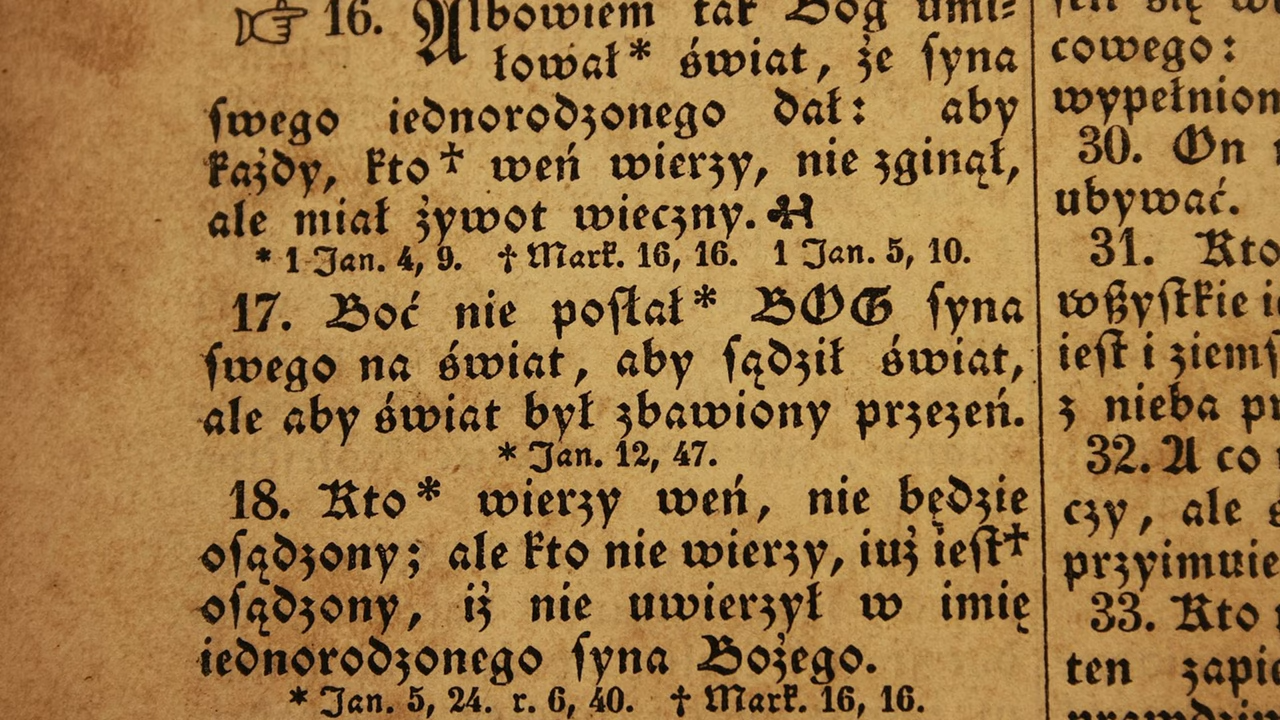 ☞ 16. Albowiem tak Bóg umi⸗
łował* świat, że ſyna
ſwego iednorodzonego dał: aby
każdy, kto† weń wierzy, nie zginął,
ale miał żywot wieczny.
* 1 Jan. 4, 9. † Mark. 16, 16. 1 Jan. 5, 10.
17. Boć nie poſłał* BOG ſyna
ſwego na świat, aby ſądził świat,
ale aby świat był zbawiony przezeń.
* Jan. 12, 47.
18. Kto* wierzy weń, nie będzie
oſądzony; ale kto nie wierzy, iuż ieſt†
oſądzony, iż nie uwierzył w imię
iednorodzonego ſyna Bożego.
* Jan. 5, 24. r. 6, 40. † Mark. 16, 16.
cowego:
wypełnion
30. On
ubywać.
31. Kto
wßyſtkie
ieſt i ziemſ
z nieba pr
32. A co
czy, ale
przyimuie
33. Kto
ten zapie